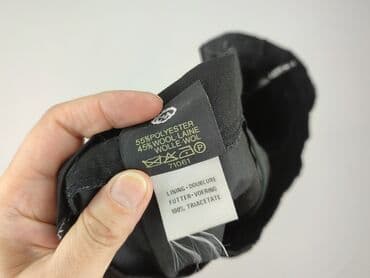 55% POLYESTER
45% WOOL LAINE
WOLLE WOL
P
71061
LINING - DOUBLURE
FUTTER - VOERING
100% TRIACETATE